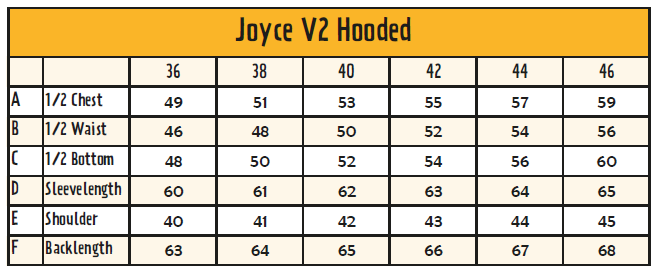 Joyce V2 Hooded
36 38 40 42 44 46
A 1/2 Chest 49 51 53 55 57 59
B 1/2 Waist 46 48 50 52 54 56
C 1/2 Bottom 48 50 52 54 56 60
D Sleevelength 60 61 62 63 64 65
E Shoulder 40 41 42 43 44 45
F Backlength 63 64 65 66 67 68